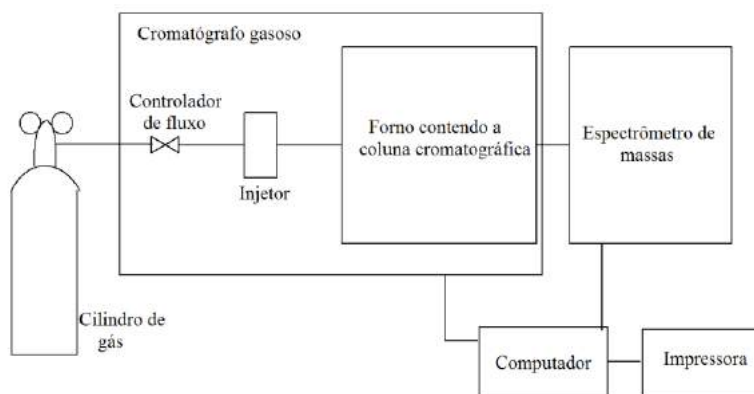 Cromatógrafo gasoso
Controlador
de fluxo
Injetor
Forno contendo a
coluna cromatográfica
Espectrômetro de
massas
Cilindro de
gás
Computador
Impressora